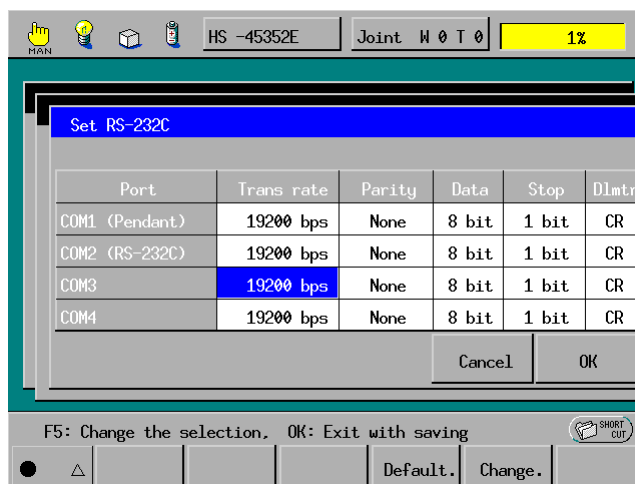 MAN HS -45352E Joint W 0 T 0 1%
Set RS-232C
Port Trans rate Parity Data Stop Dlmtr
COM1 (Pendant) 19200 bps None 8 bit 1 bit CR
COM2 (RS-232C) 19200 bps None 8 bit 1 bit CR
COM3 19200 bps None 8 bit 1 bit CR
COM4 19200 bps None 8 bit 1 bit CR
Cancel OK
F5: Change the selection, OK: Exit with saving SHORT CUT
Default. Change.